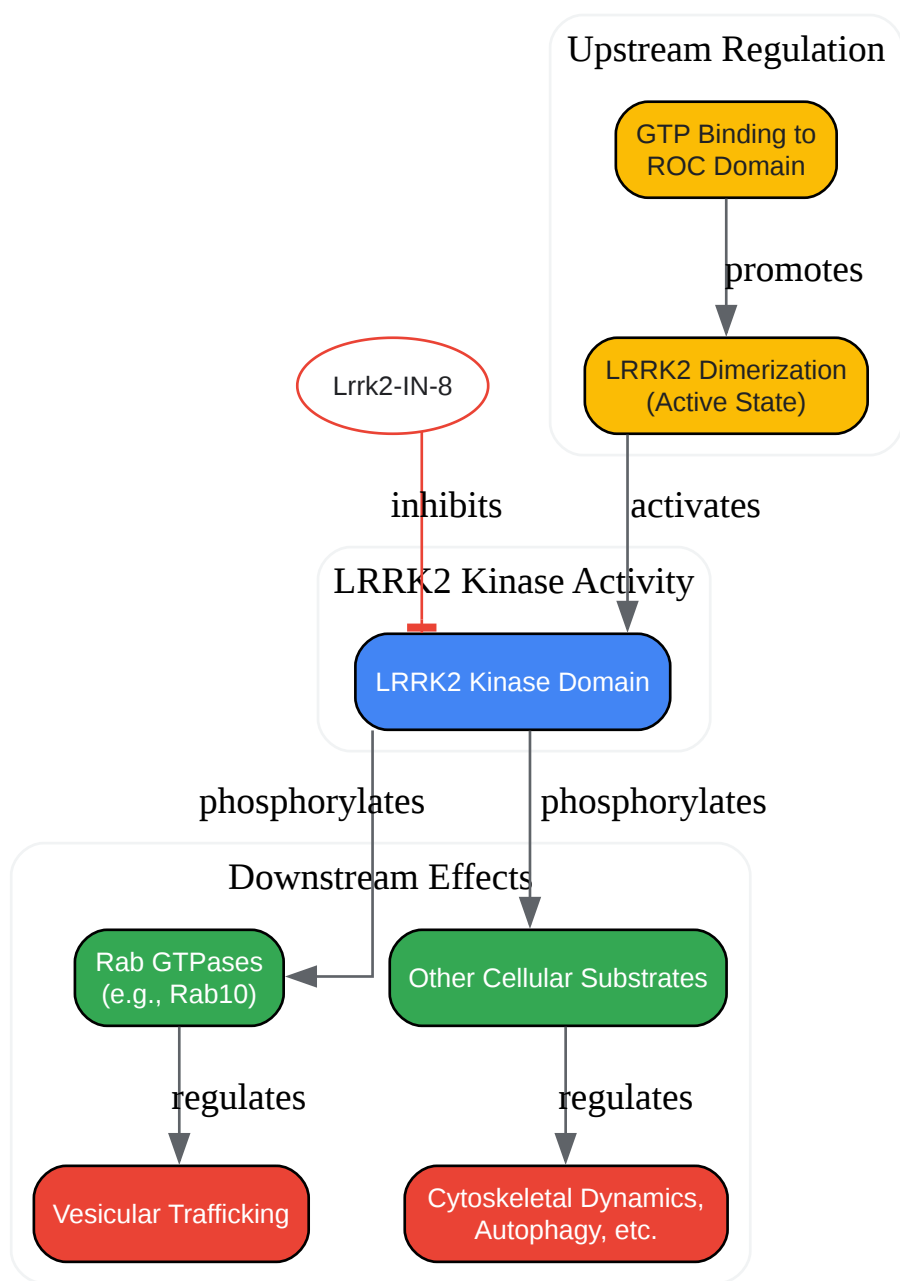 Upstream Regulation
GTP Binding to
ROC Domain
promotes
Lrrk2-IN-8
LRRK2 Dimerization
(Active State)
inhibits
activates
LRRK2 Kinase Activity
LRRK2 Kinase Domain
phosphorylates
phosphorylates
Downstream Effects
Rab GTPases
(e.g., Rab10)
Other Cellular Substrates
regulates
regulates
Vesicular Trafficking
Cytoskeletal Dynamics,
Autophagy, etc.